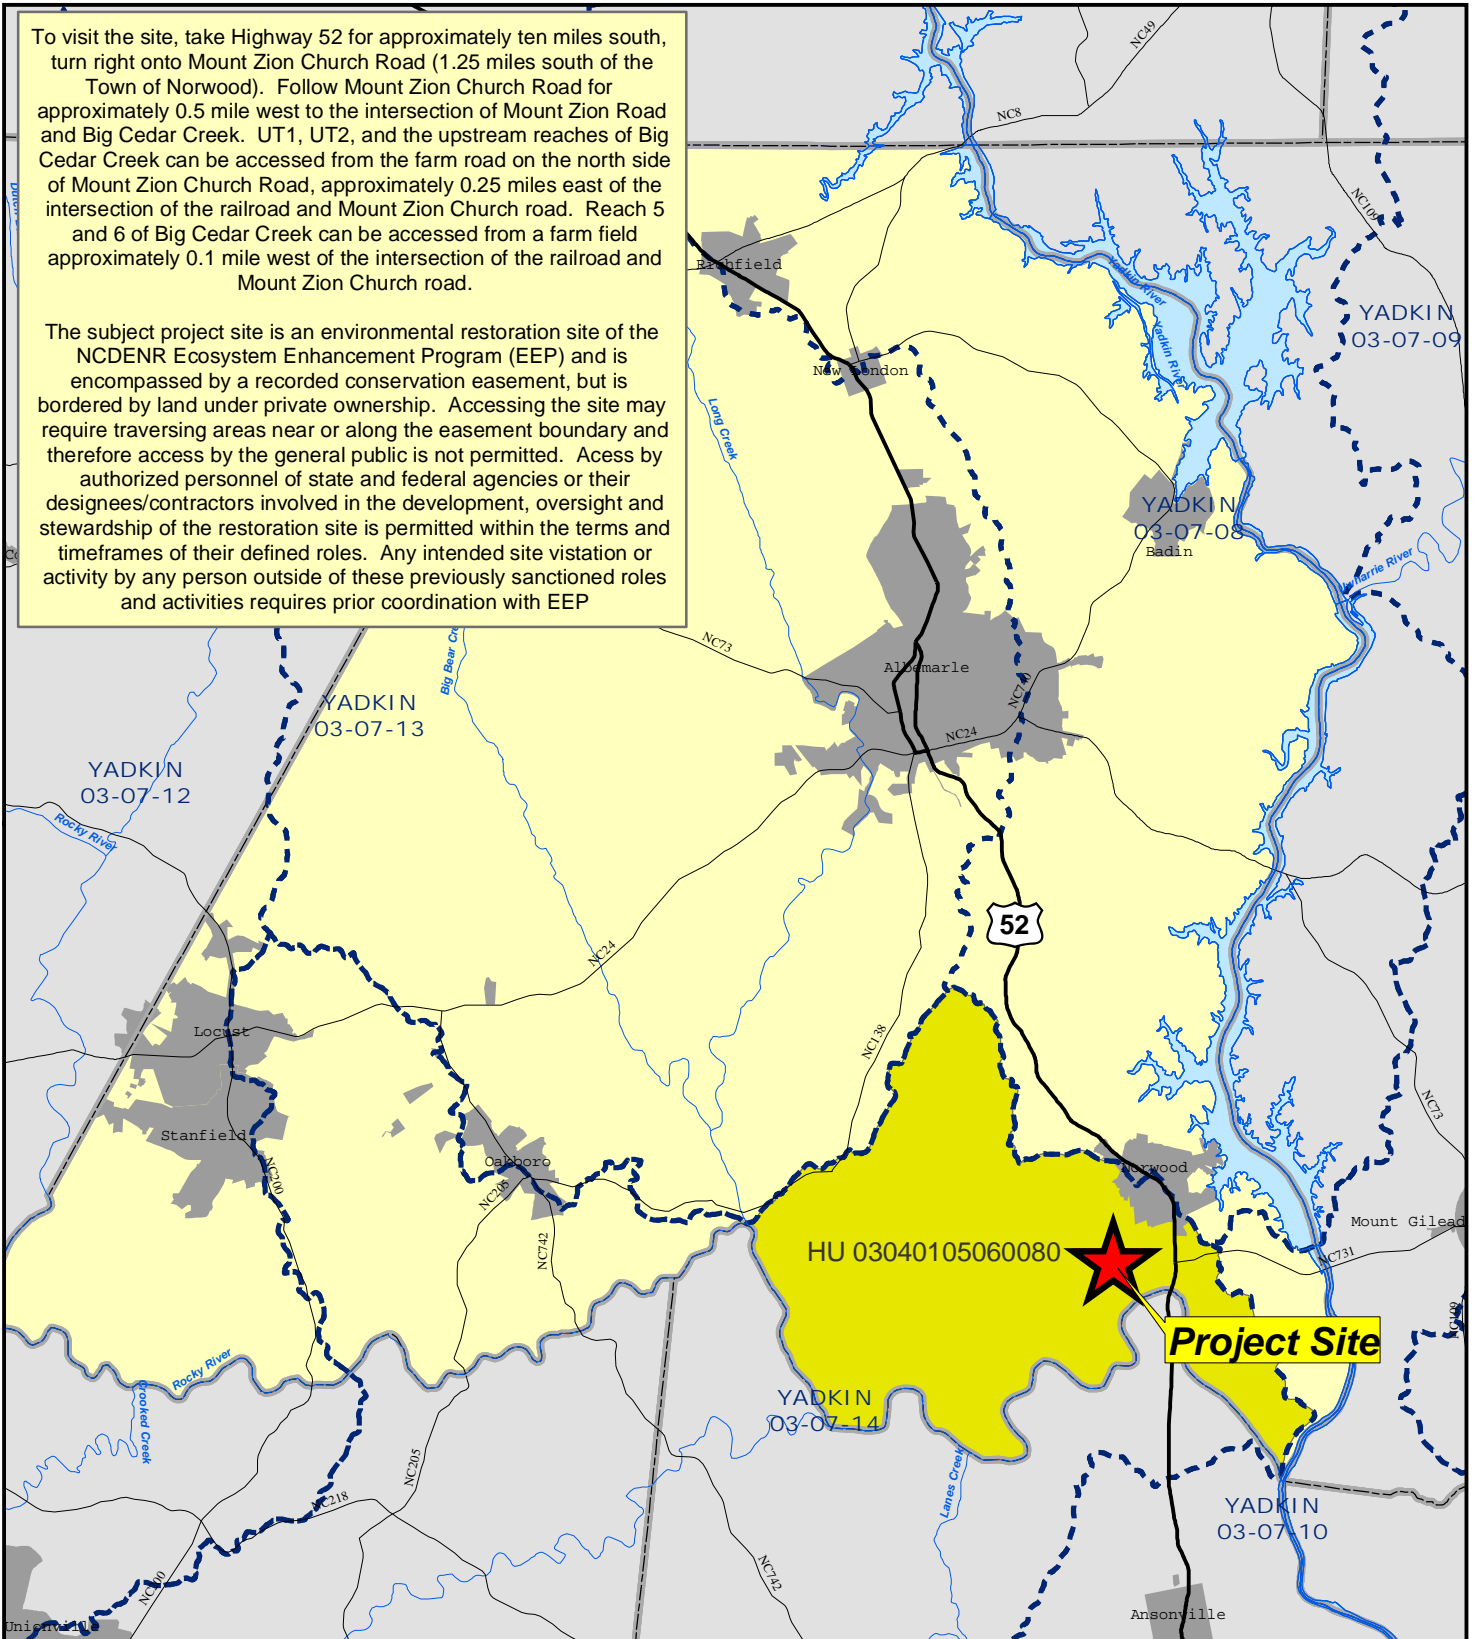 To visit the site, take Highway 52 for approximately ten miles south,
turn right onto Mount Zion Church Road (1.25 miles south of the
Town of Norwood).  Follow Mount Zion Church Road for
approximately 0.5 mile west to the intersection of Mount Zion Road
and Big Cedar Creek.  UT1, UT2, and the upstream reaches of Big
Cedar Creek can be accessed from the farm road on the north side
of Mount Zion Church Road, approximately 0.25 miles east of the
intersection of the railroad and Mount Zion Church road.  Reach 5
and 6 of Big Cedar Creek can be accessed from a farm field
approximately 0.1 mile west of the intersection of the railroad and
Mount Zion Church road.
The subject project site is an environmental restoration site of the
NCDENR Ecosystem Enhancement Program (EEP) and is
encompassed by a recorded conservation easement, but is
bordered by land under private ownership.  Accessing the site may
require traversing areas near or along the easement boundary and
therefore access by the general public is not permitted.  Acess by
authorized personnel of state and federal agencies or their
designees/contractors involved in the development, oversight and
stewardship of the restoration site is permitted within the terms and
timeframes of their defined roles.  Any intended site vistation or
activity by any person outside of these previously sanctioned roles
and activities requires prior coordination with EEP
NC49
NC8
NC109
Richfield
Yadkin River
Yadkin River
YADKIN
03-07-09
New London
Long Creek
YADKIN
03-07-08
Badin
Uwharrie River
NC73
Big Bear
Albemarle
NC740
NC24
YADKIN
03-07-13
YADKIN
03-07-12
Rocky River
52
NC24
Locust
NC138
NC73
Stanfield
Oakboro
Norwood
NC200
NC205
NC742
Mount Gilead
HU 03040105060080
NC731
NC109
Project Site
Rocky River
Crooked Creek
YADKIN
03-07-14
Lanes Creek
NC205
NC218
YADKIN
03-07-10
NC200
NC742
Ansonville
Unionville